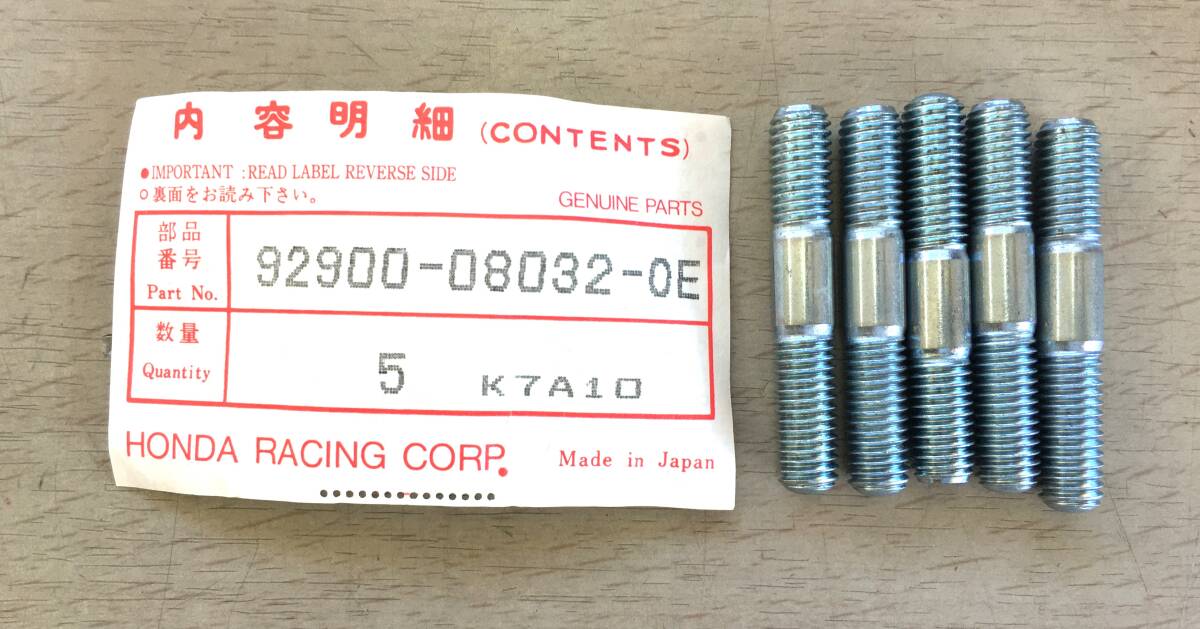 内容明細 (CONTENTS)
●IMPORTANT :READ LABEL REVERSE SIDE
○裏面をお読み下さい。
GENUINE PARTS
部品
番号
Part No.
92900-08032-0E
数量
Quantity
5 K7A10
HONDA RACING CORP.
Made in Japan